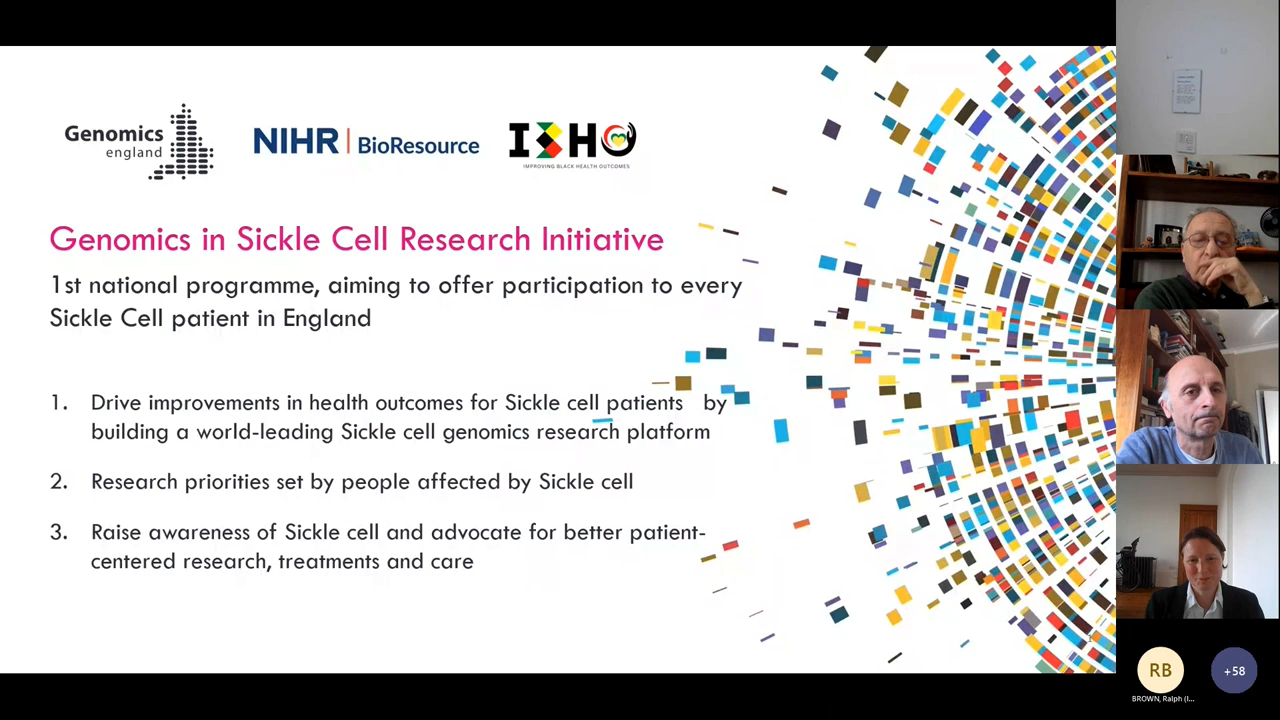 Genomics
england
NIHR | BioResource
IBHO
IMPROVING BLACK HEALTH OUTCOMES
Genomics in Sickle Cell Research Initiative
1st national programme, aiming to offer participation to every
Sickle Cell patient in England
1. Drive improvements in health outcomes for Sickle cell patients by
building a world-leading Sickle cell genomics research platform
2. Research priorities set by people affected by Sickle cell
3. Raise awareness of Sickle cell and advocate for better patient-
centered research, treatments and care
RB
+58
BROWN, Ralph (I...